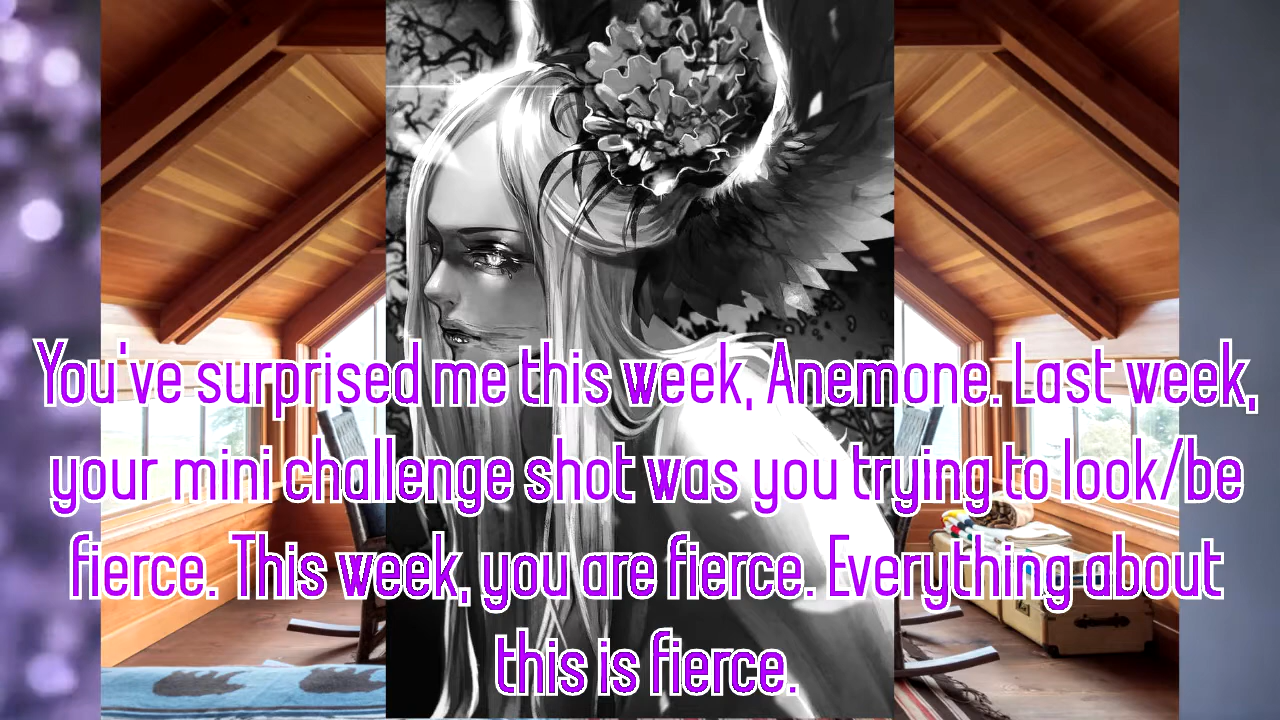 You've surprised me this week, Anemone. Last week,
your mini challenge shot was you trying to look/be
fierce. This week, you are fierce. Everything about
this is fierce.